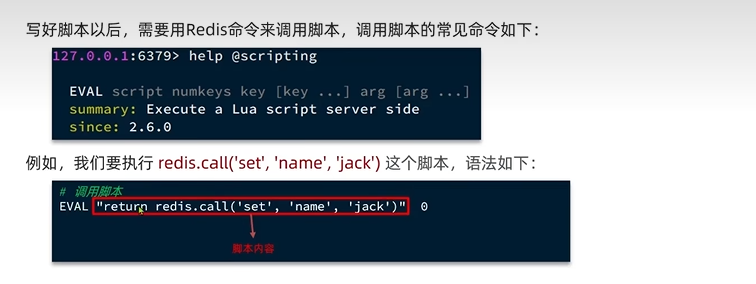 写好脚本以后，需要用Redis命令来调用脚本，调用脚本的常见命令如下：
127.0.0.1:6379> help @scripting
EVAL script numkeys key [key ...] arg [arg ...]
summary: Execute a Lua script server side
since: 2.6.0
例如，我们要执行 redis.call('set', 'name', 'jack') 这个脚本，语法如下：
# 调用脚本
EVAL "return redis.call('set', 'name', 'jack')" 0
脚本内容